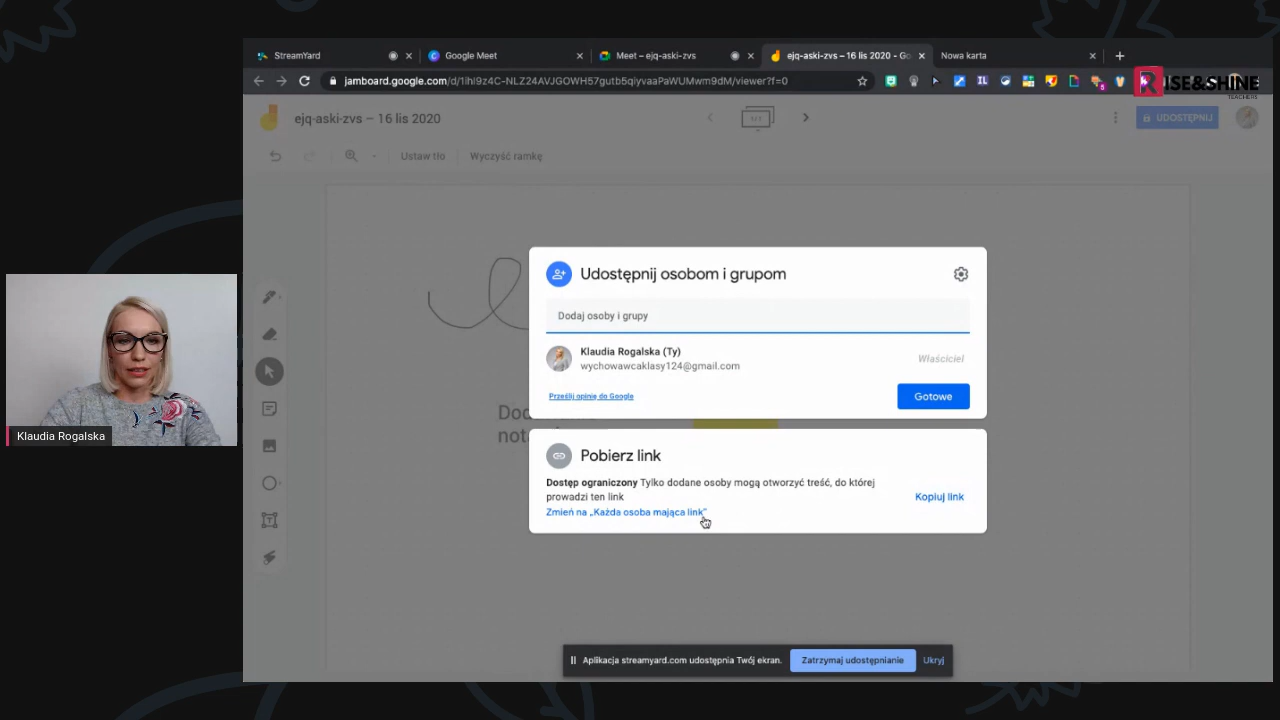 StreamYard
Google Meet
Meet – ejq-aski-zvs
ejq-aski-zvs – 16 lis 2020 - Go
Nowa karta
jamboard.google.com/d/1ihl9z4C-NLZ24AVJGOWH57gutb5qiyvaaPaWUMwm9dM/viewer?f=0
RISE&SHINE
TEACHERS
ejq-aski-zvs – 16 lis 2020
UDOSTĘPNIJ
Ustaw tło
Wyczyść ramkę
Udostępnij osobom i grupom
Dodaj osoby i grupy
Klaudia Rogalska (Ty)
wychowawcaklasy124@gmail.com
Właściciel
Prześlij opinię do Google
Gotowe
Pobierz link
Dostęp ograniczony Tylko dodane osoby mogą otworzyć treść, do której
prowadzi ten link
Kopiuj link
Zmień na „Każda osoba mająca link”
Klaudia Rogalska
Aplikacja streamyard.com udostępnia Twój ekran.
Zatrzymaj udostępnianie
Ukryj